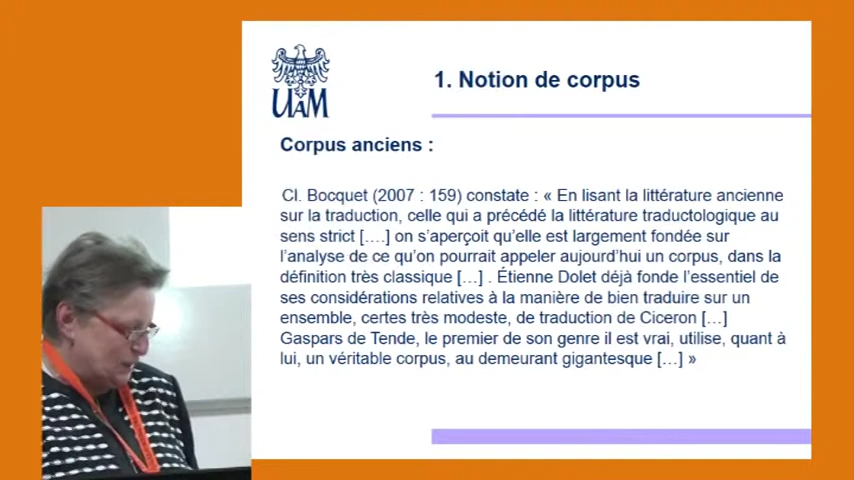 UAM
1. Notion de corpus
Corpus anciens :
Cl. Bocquet (2007 : 159) constate : « En lisant la littérature ancienne
sur la traduction, celle qui a précédé la littérature traductologique au
sens strict [….] on s’aperçoit qu’elle est largement fondée sur
l’analyse de ce qu’on pourrait appeler aujourd’hui un corpus, dans la
définition très classique […] . Étienne Dolet déjà fonde l’essentiel de
ses considérations relatives à la manière de bien traduire sur un
ensemble, certes très modeste, de traduction de Ciceron […]
Gaspars de Tende, le premier de son genre il est vrai, utilise, quant à
lui, un véritable corpus, au demeurant gigantesque […] »